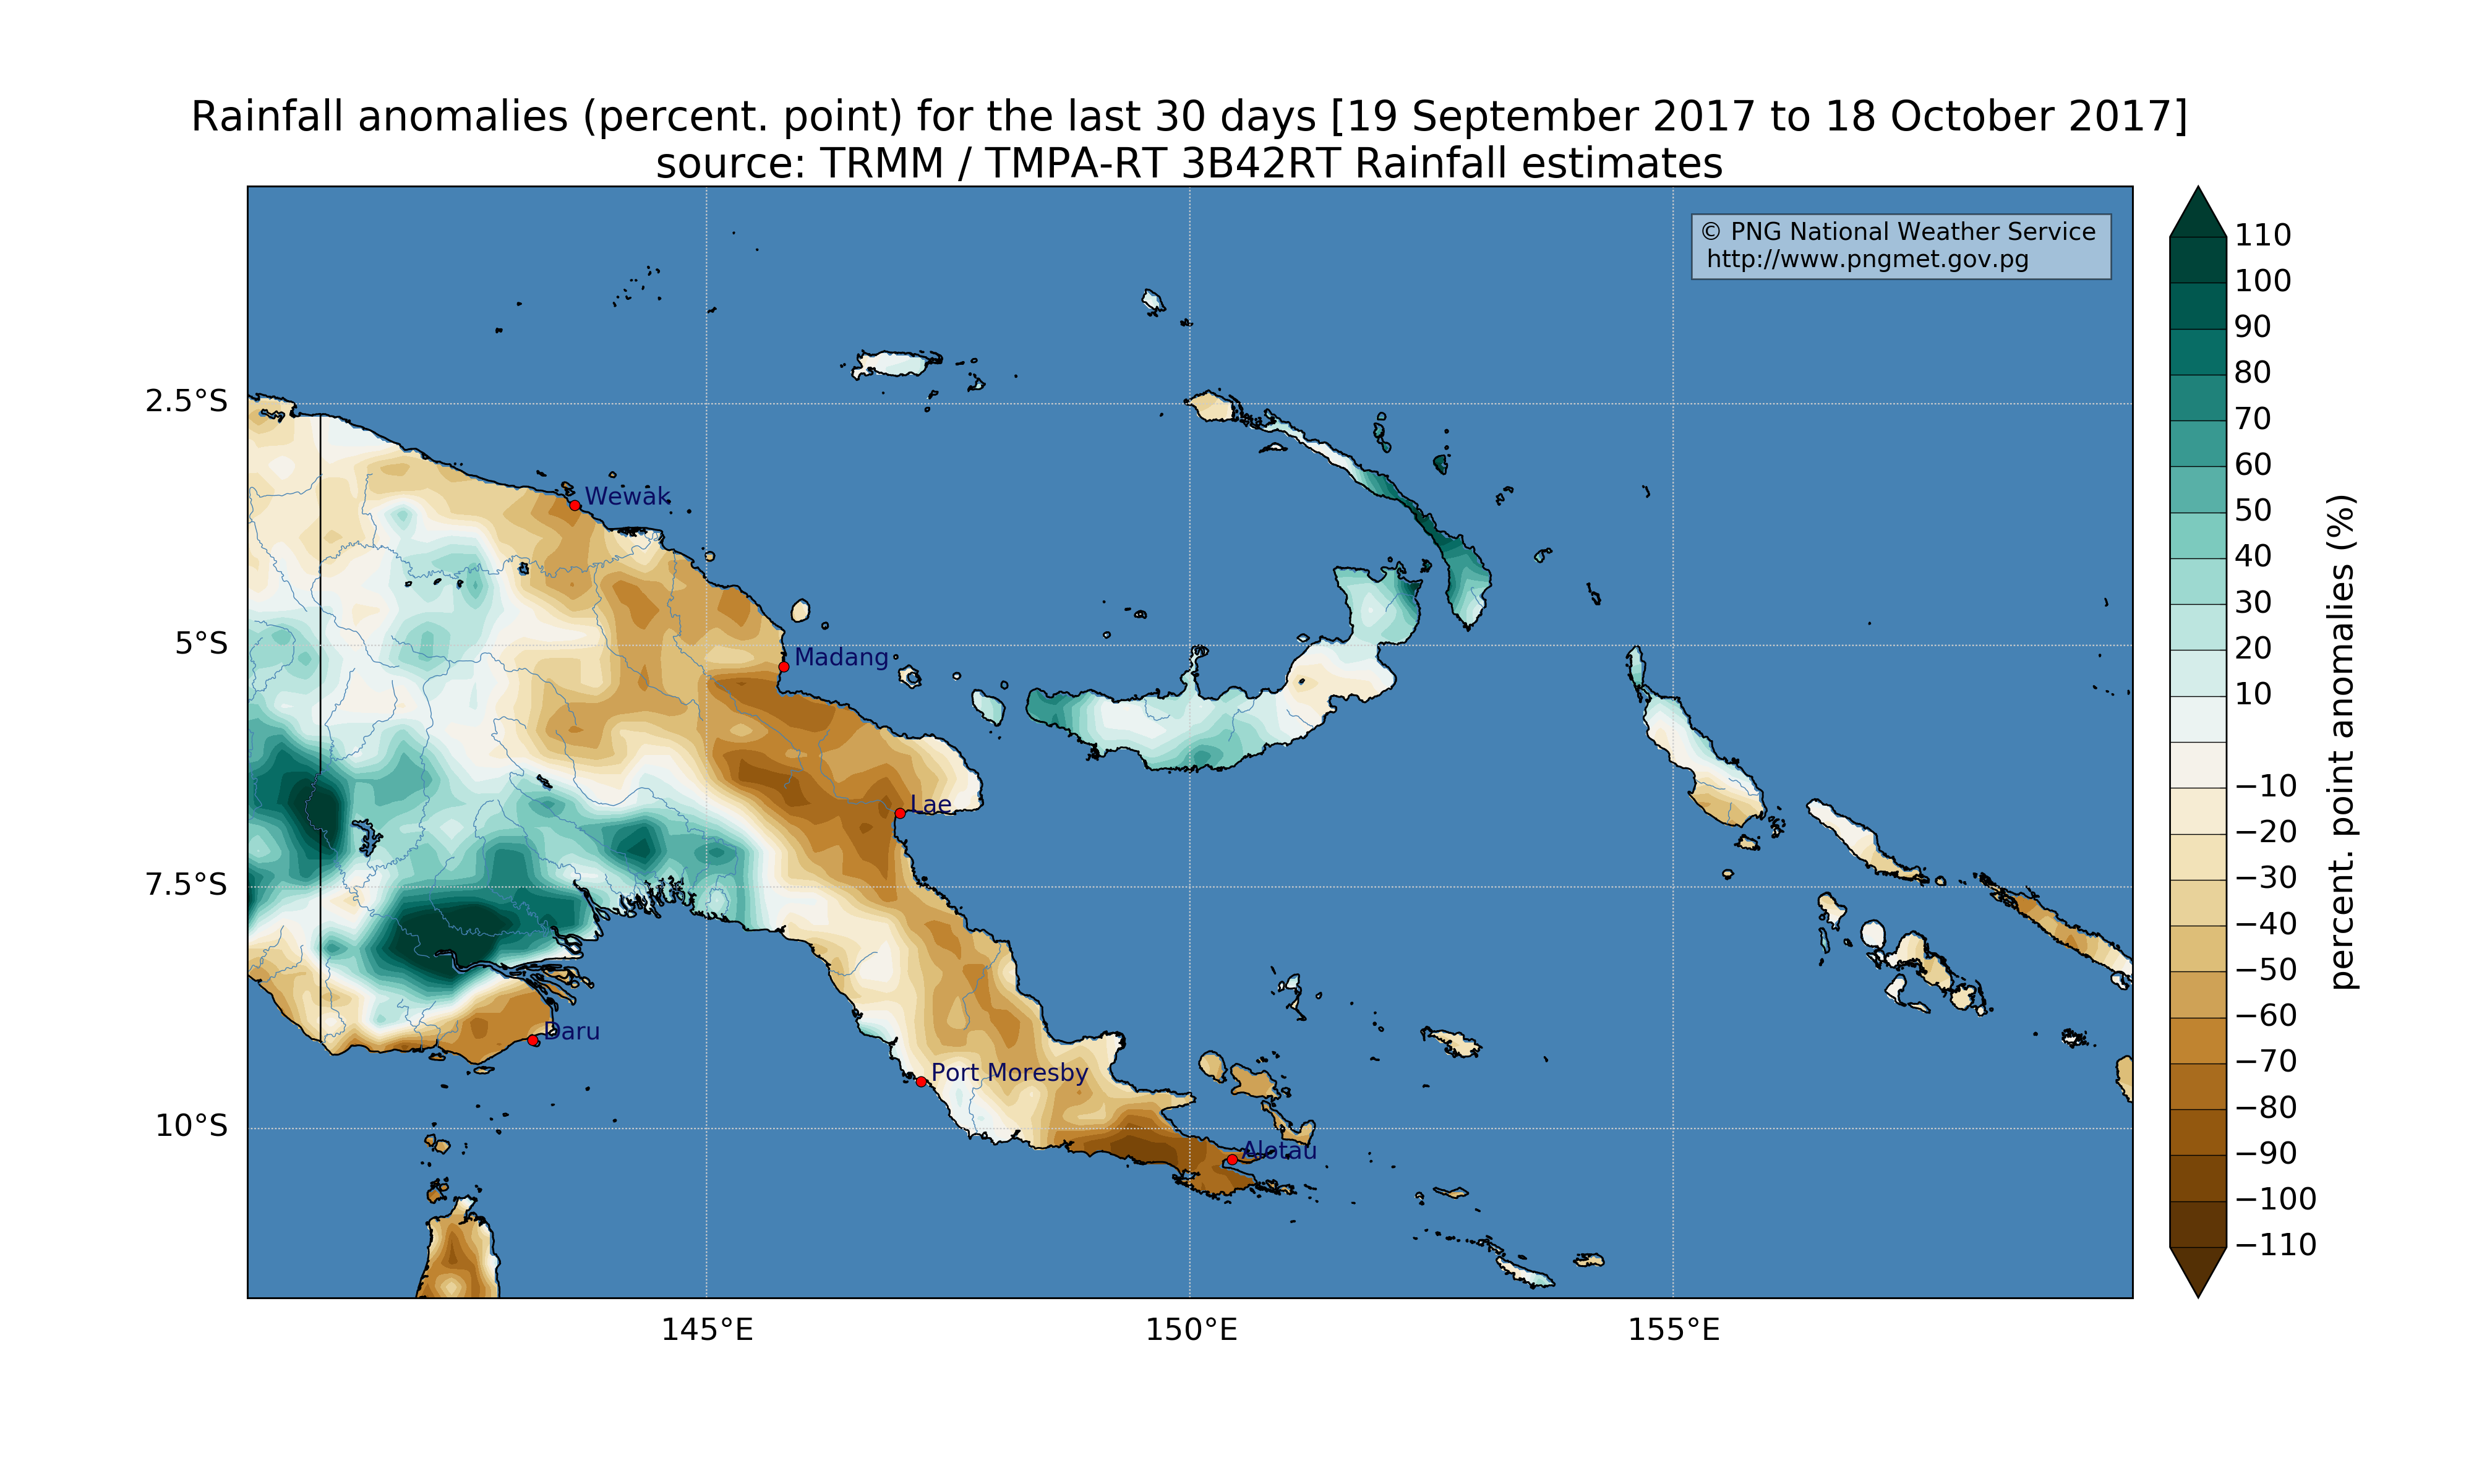 Rainfall anomalies (percent. point) for the last 30 days [19 September 2017 to 18 October 2017]
source: TRMM / TMPA-RT 3B42RT Rainfall estimates
© PNG National Weather Service
http://www.pngmet.gov.pg
2.5°S
5°S
7.5°S
10°S
Wewak
Madang
Lae
Daru
Port Moresby
Alotau
145°E
150°E
155°E
110
100
90
80
70
60
50
40
30
20
10
−10
−20
−30
−40
−50
−60
−70
−80
−90
−100
−110
percent. point anomalies (%)